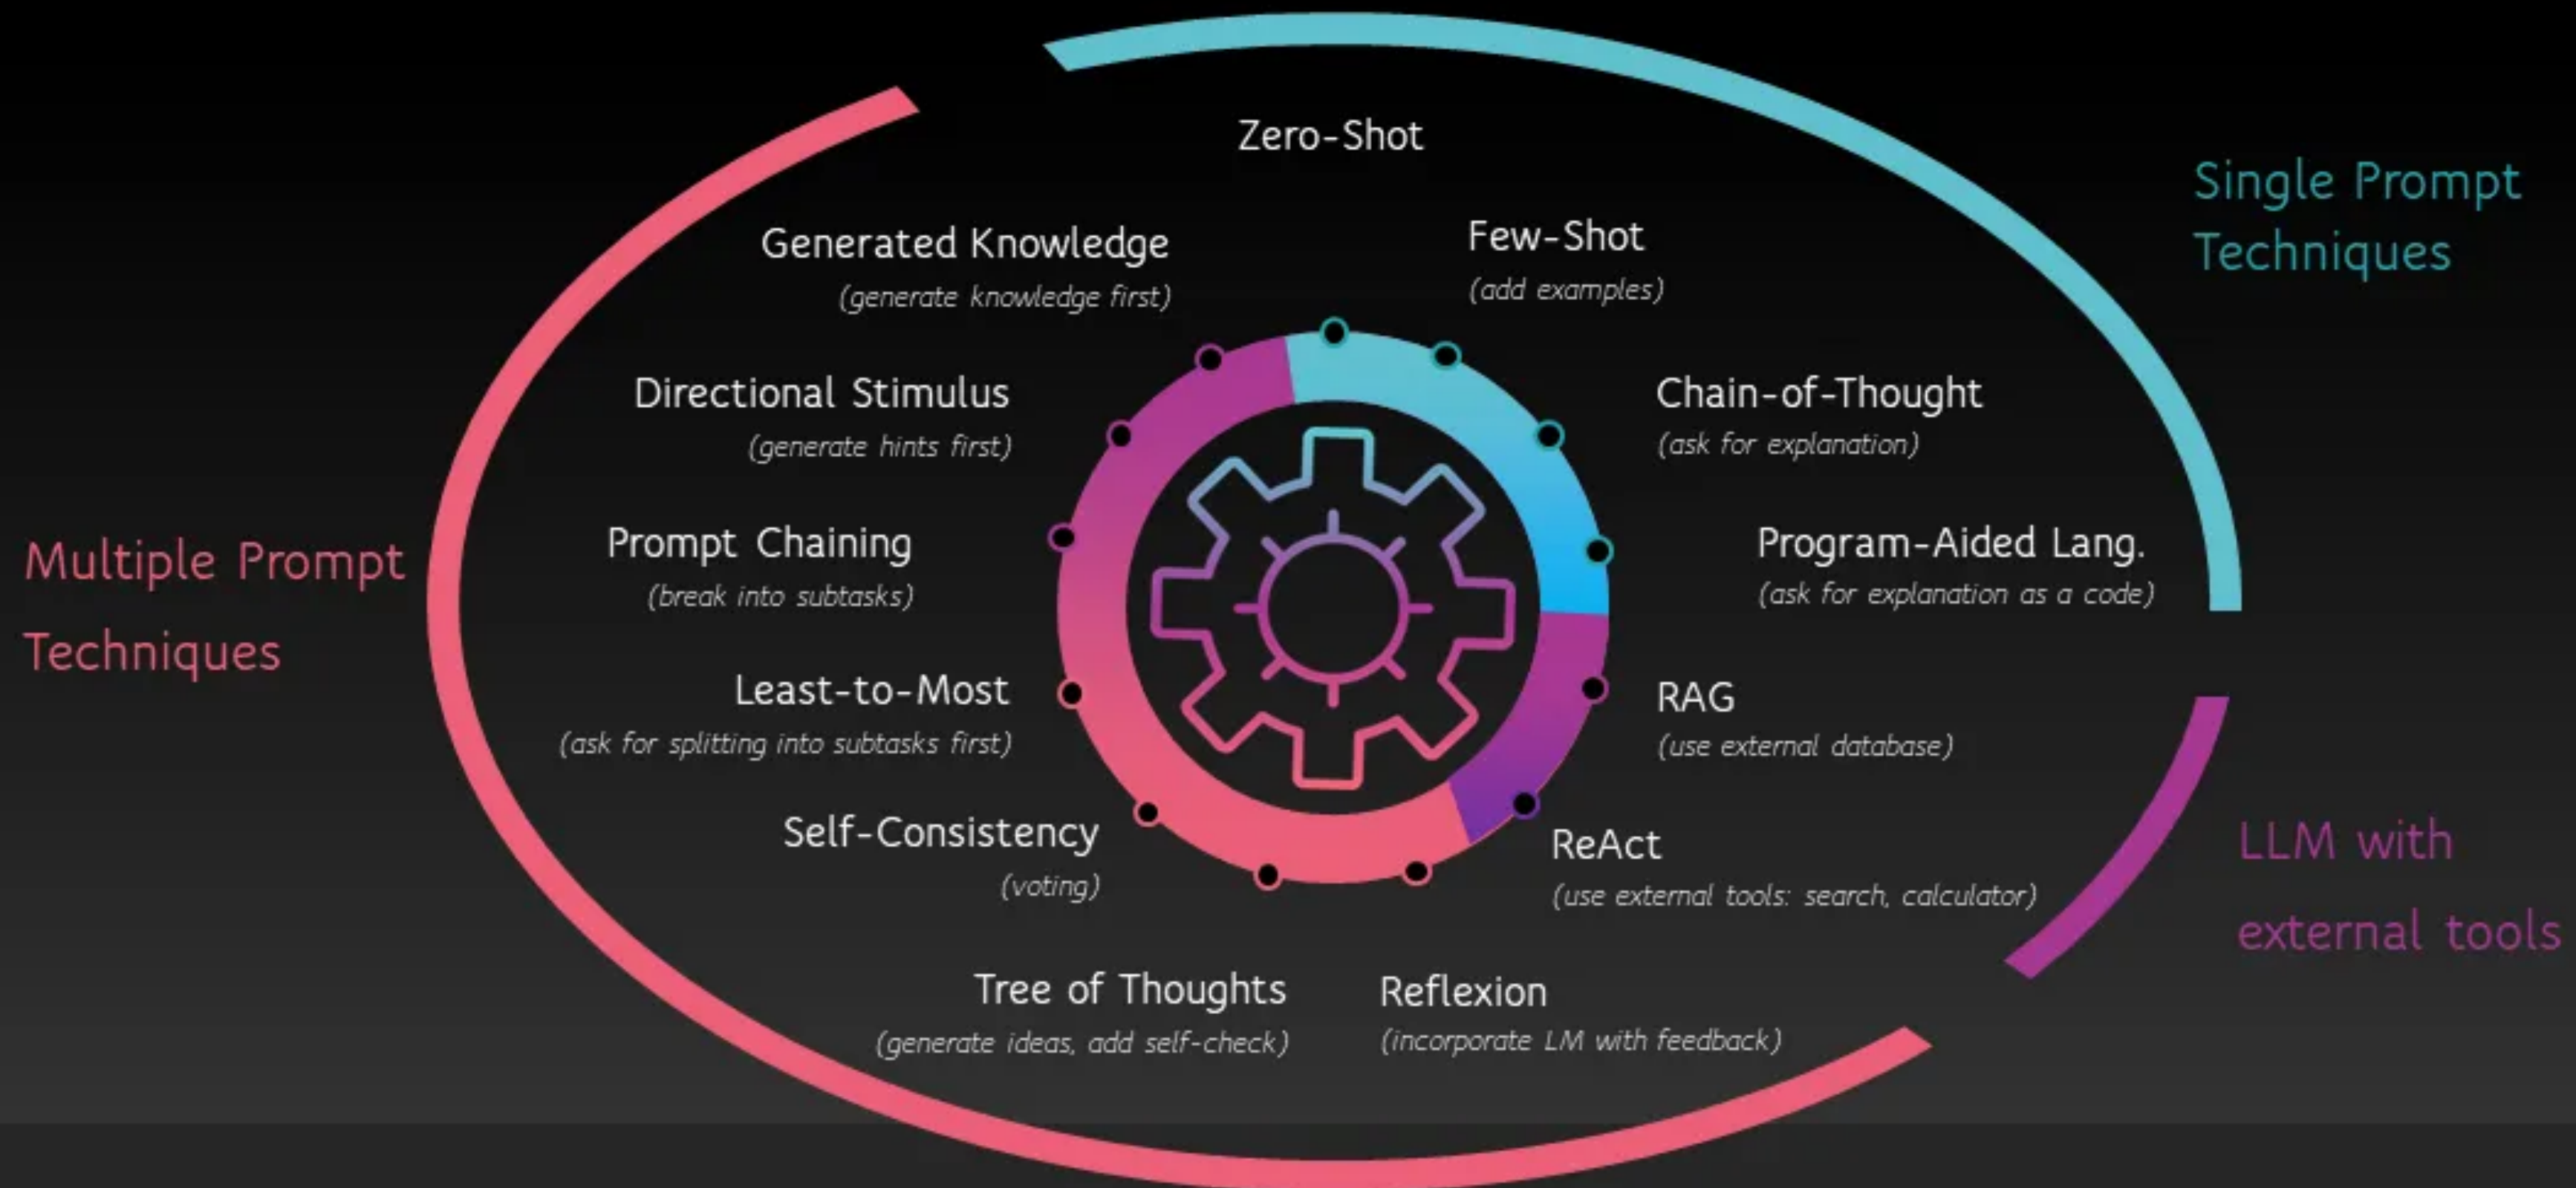 Zero-Shot
Few-Shot
(add examples)
Chain-of-Thought
(ask for explanation)
Program-Aided Lang.
(ask for explanation as a code)
Single Prompt
Techniques
RAG
(use external database)
ReAct
(use external tools: search, calculator)
LLM with
external tools
Reflexion
(incorporate LM with feedback)
Tree of Thoughts
(generate ideas, add self-check)
Self-Consistency
(voting)
Least-to-Most
(ask for splitting into subtasks first)
Prompt Chaining
(break into subtasks)
Directional Stimulus
(generate hints first)
Generated Knowledge
(generate knowledge first)
Multiple Prompt
Techniques